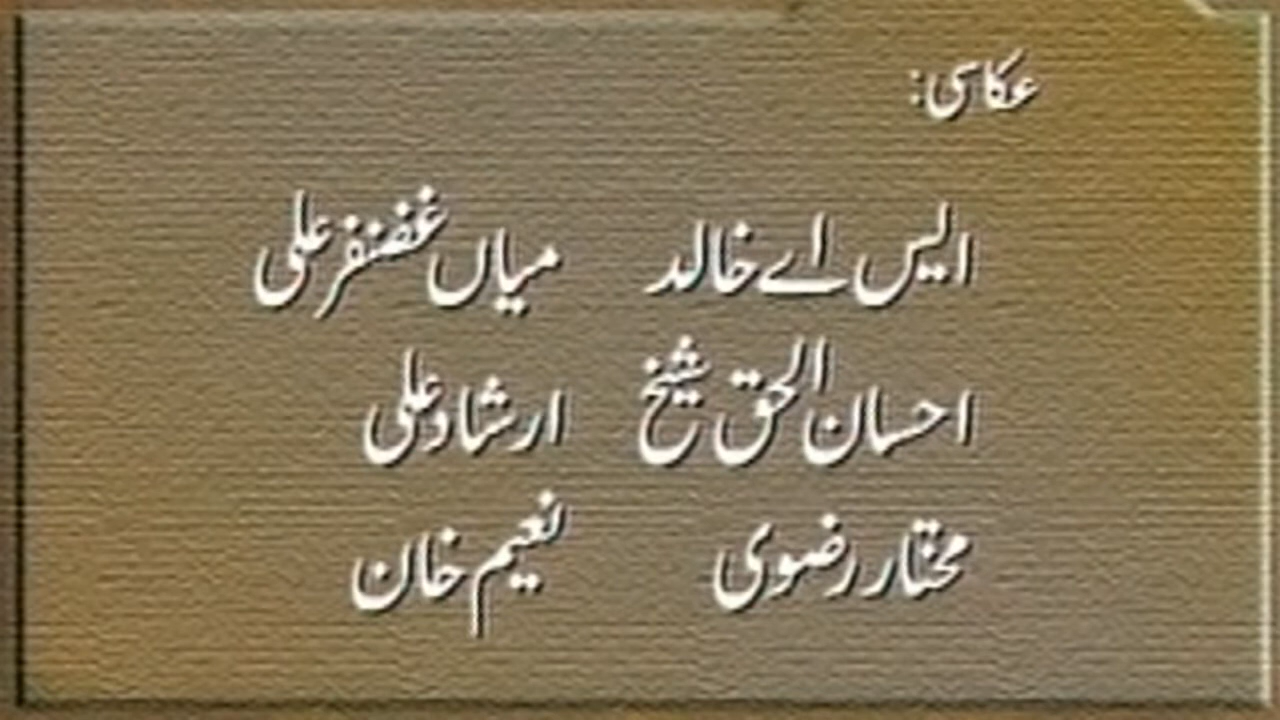 عکاسی:
ایس اے خالد میاں غضنفر علی
احسان الحق شیخ ارشاد علی
مختار رضوی نعیم خان